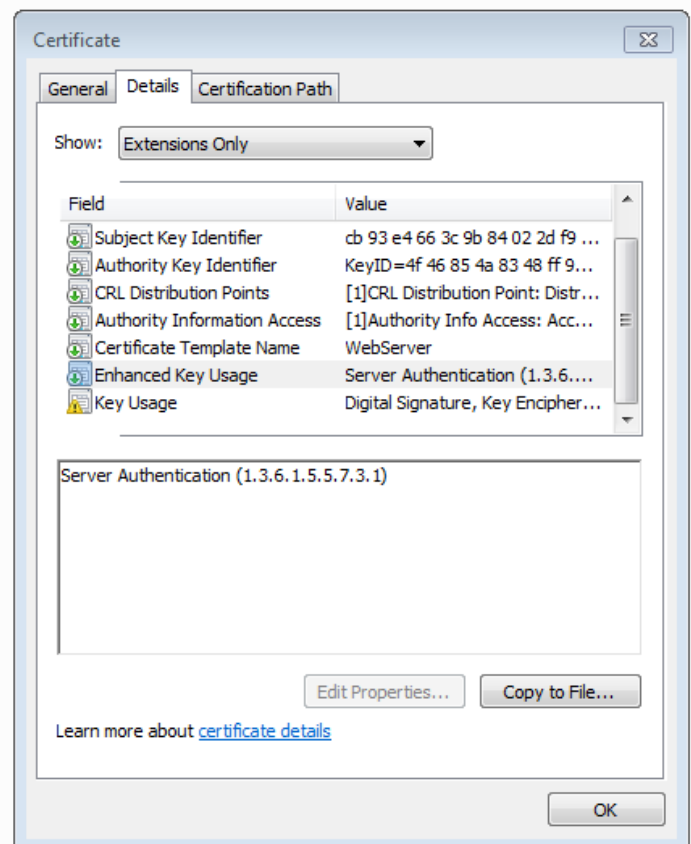 Certificate
General Details Certification Path
Show: Extensions Only
Field Value
Subject Key Identifier cb 93 e4 66 3c 9b 84 02 2d f9 ...
Authority Key Identifier KeyID=4f 46 85 4a 83 48 ff 9...
CRL Distribution Points [1]CRL Distribution Point: Distr...
Authority Information Access [1]Authority Info Access: Acc...
Certificate Template Name WebServer
Enhanced Key Usage Server Authentication (1.3.6....
Key Usage Digital Signature, Key Encipher...
Server Authentication (1.3.6.1.5.5.7.3.1)
Edit Properties... Copy to File...
Learn more about certificate details
OK